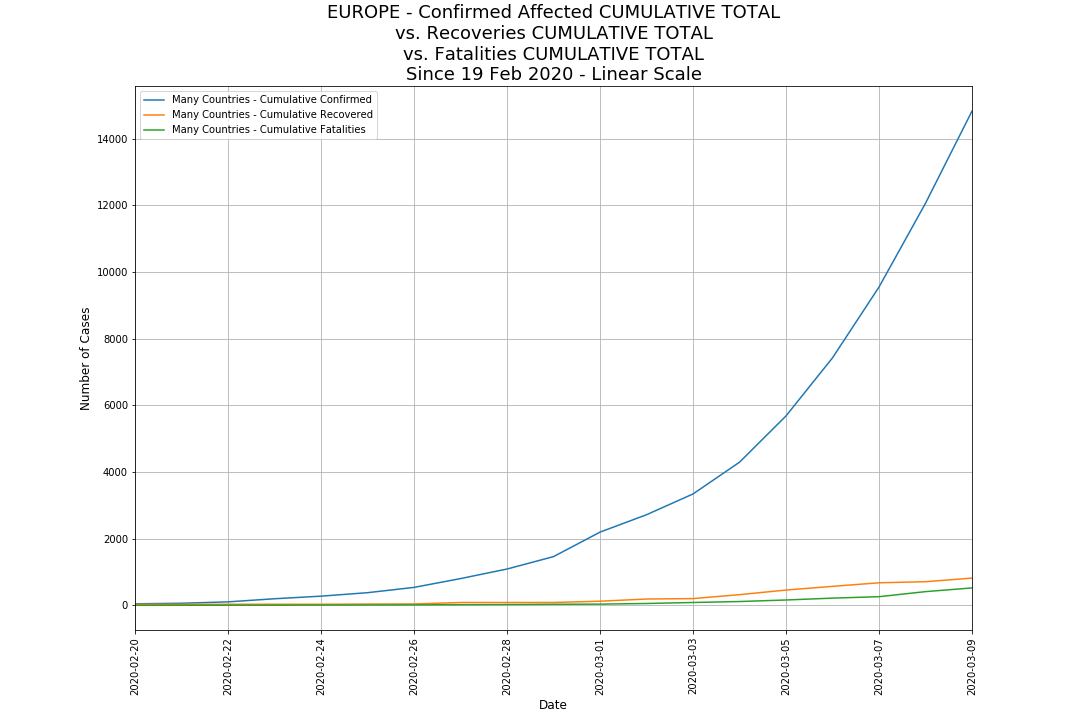 EUROPE - Confirmed Affected CUMULATIVE TOTAL
vs. Recoveries CUMULATIVE TOTAL
vs. Fatalities CUMULATIVE TOTAL
Since 19 Feb 2020 - Linear Scale
Many Countries - Cumulative Confirmed
Many Countries - Cumulative Recovered
Many Countries - Cumulative Fatalities
14000
12000
10000
8000
6000
4000
2000
0
Number of Cases
2020-02-20
2020-02-22
2020-02-24
2020-02-26
2020-02-28
2020-03-01
2020-03-03
2020-03-05
2020-03-07
2020-03-09
Date